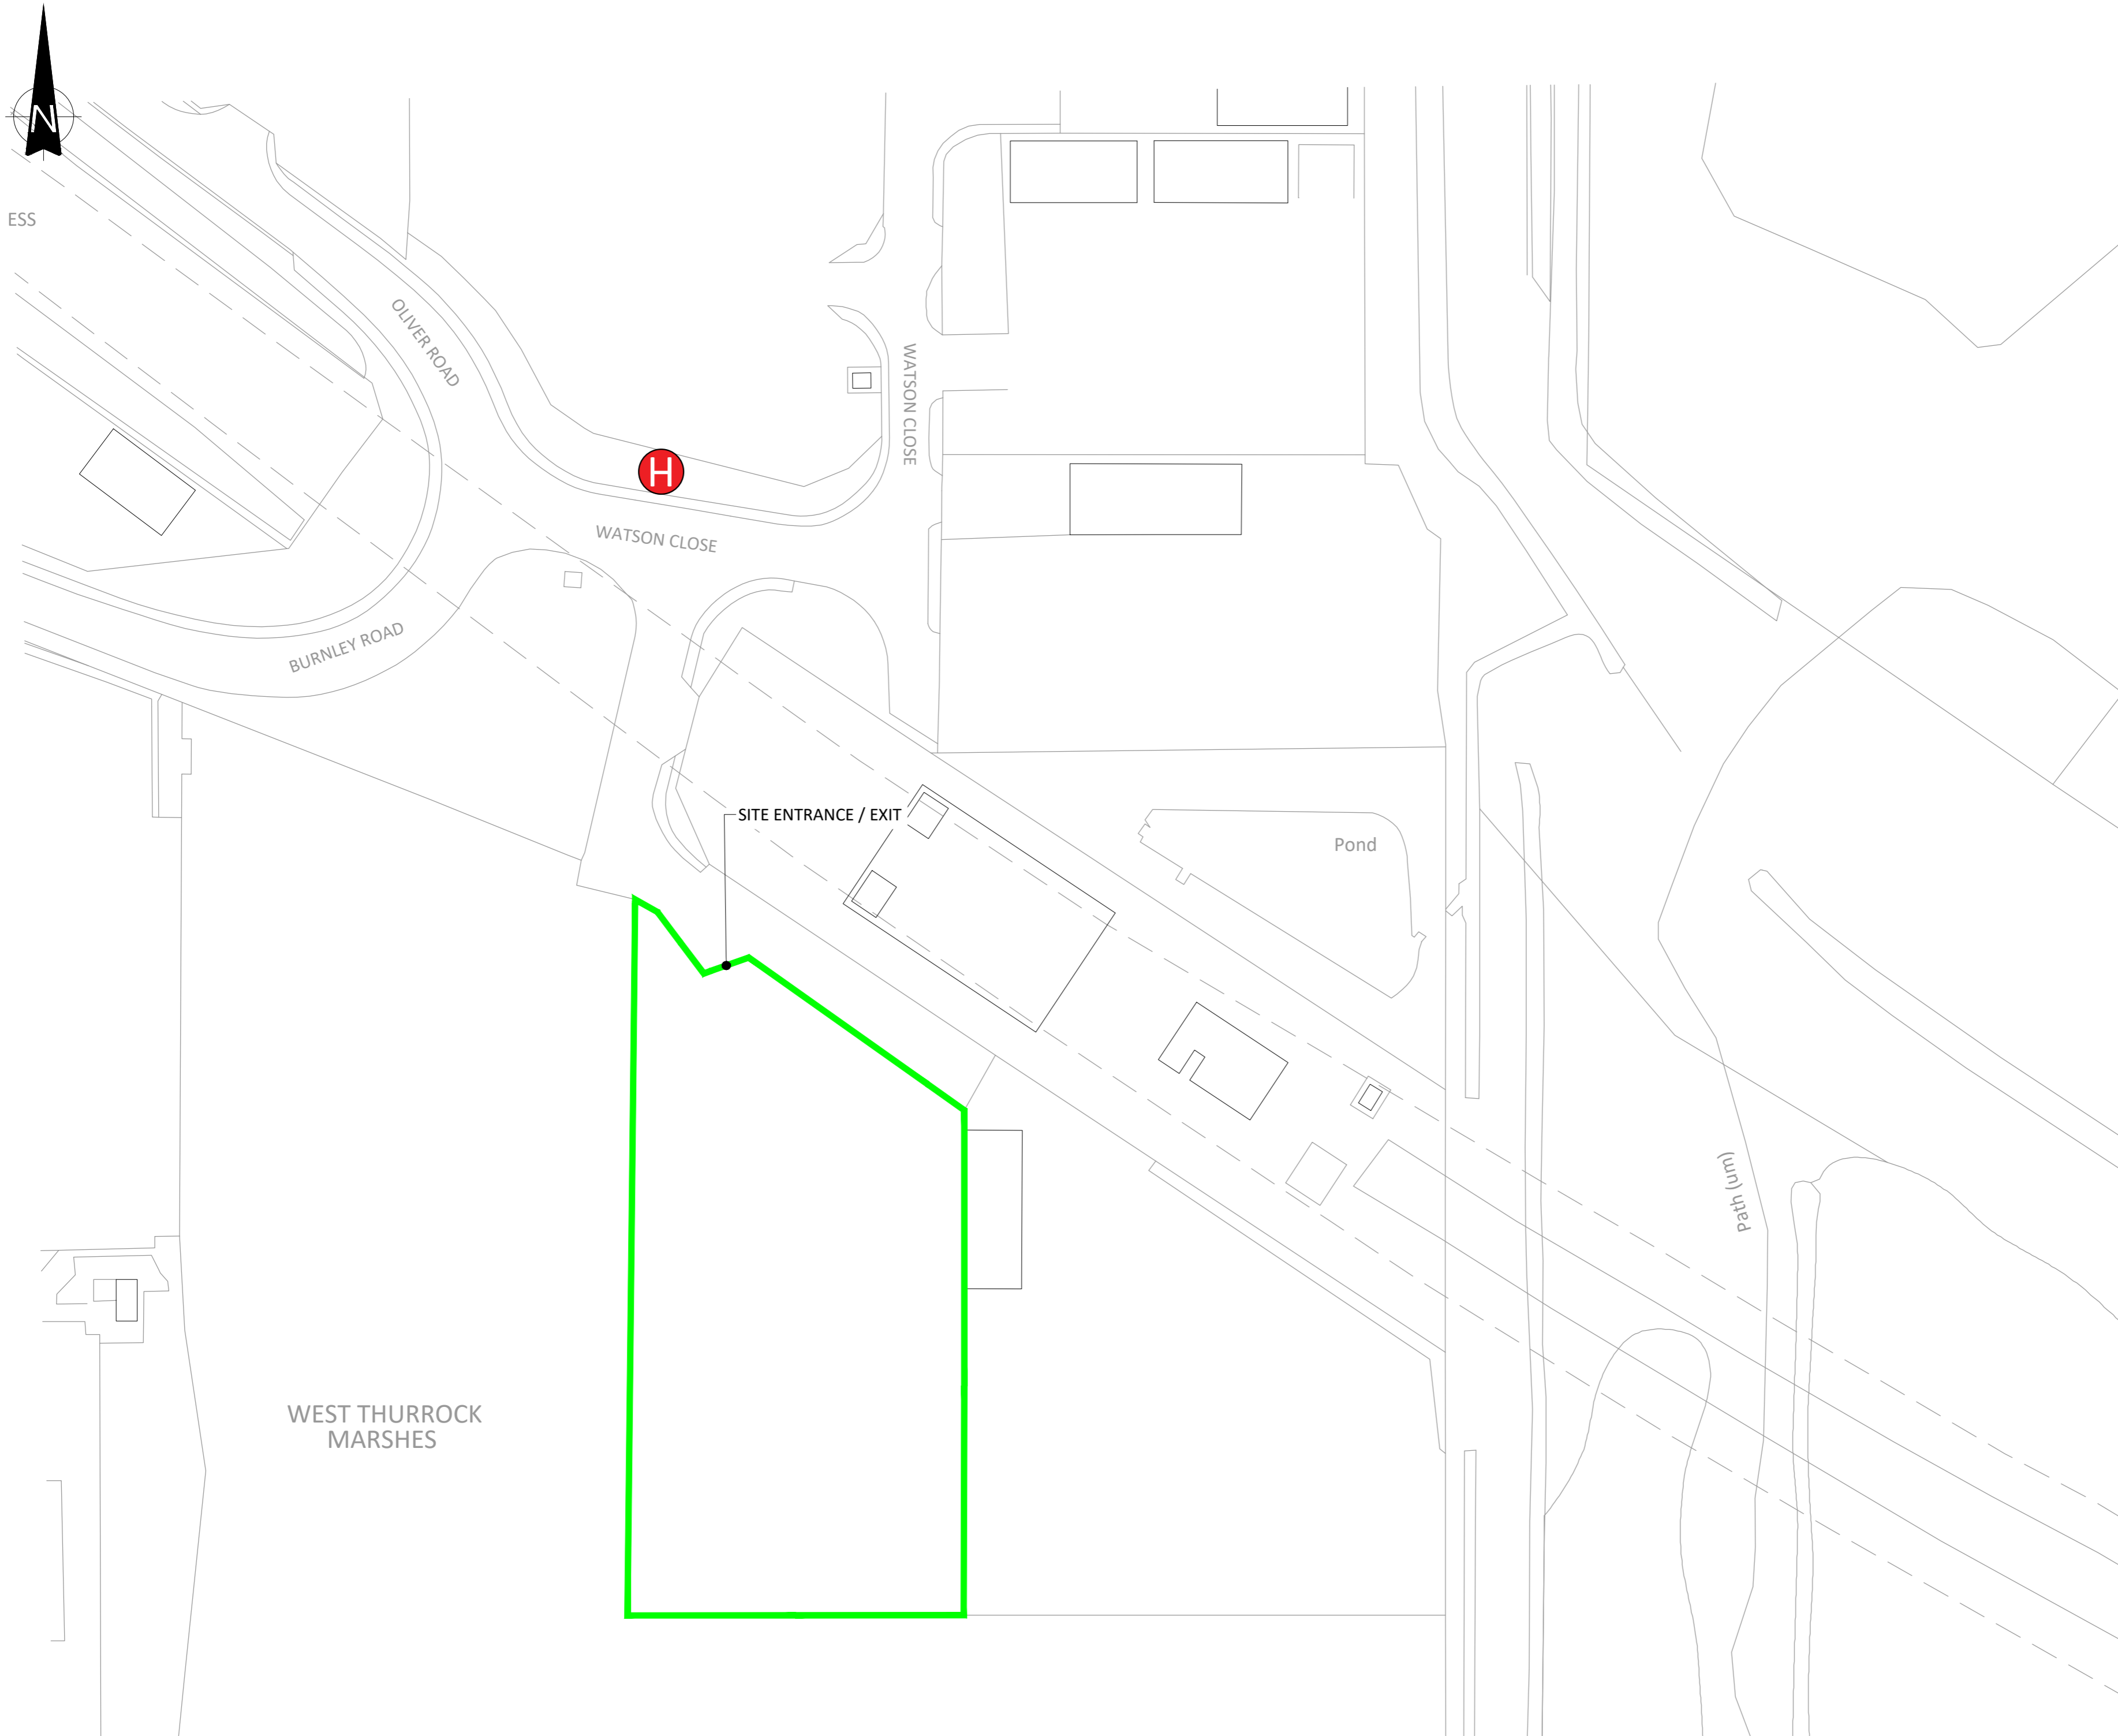 N
ESS
OLIVER ROAD
WATSON CLOSE
H
WATSON CLOSE
BURNLEY ROAD
SITE ENTRANCE / EXIT
Pond
Path (um)
WEST THURROCK
MARSHES